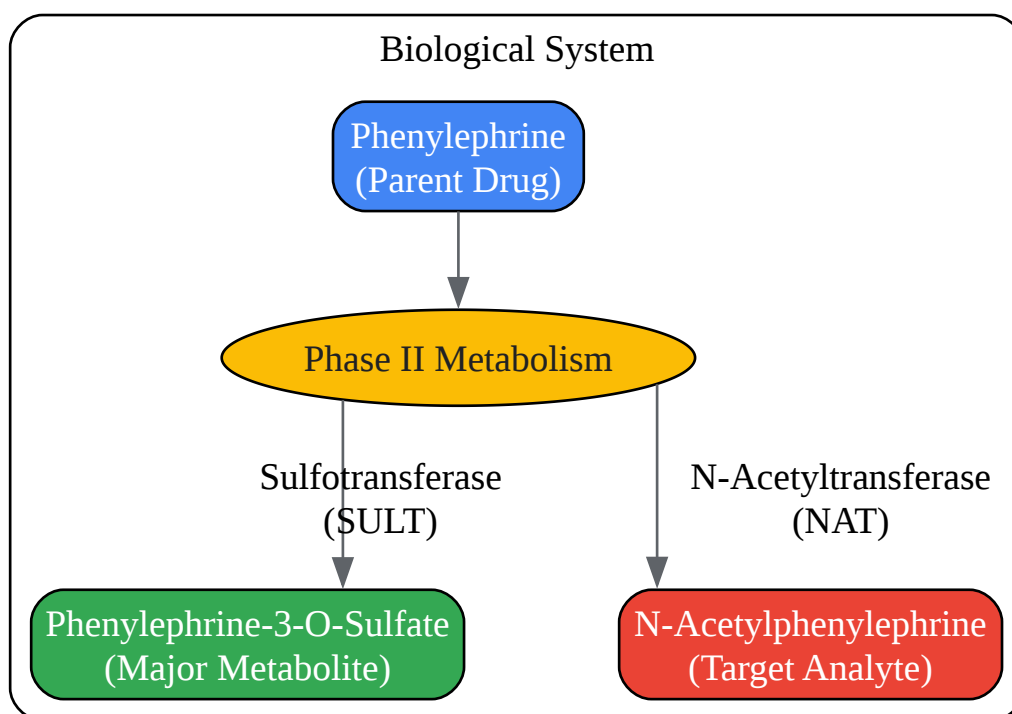 Biological System
Phenylephrine
(Parent Drug)
Phase II Metabolism
Sulfotransferase
(SULT)
N-Acetyltransferase
(NAT)
Phenylephrine-3-O-Sulfate
(Major Metabolite)
N-Acetylphenylephrine
(Target Analyte)